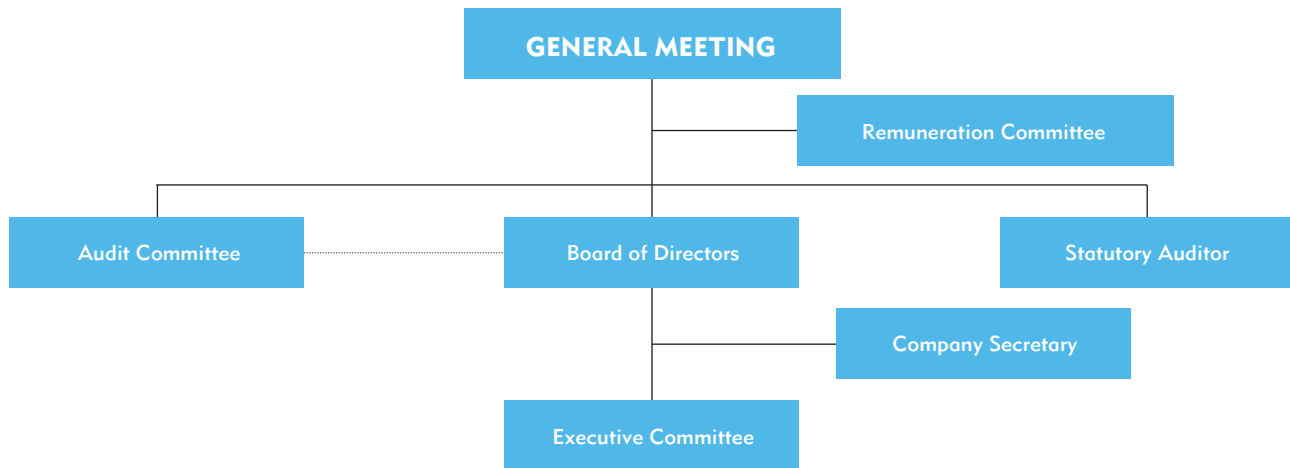 GENERAL MEETING
Remuneration Committee
Audit Committee
Board of Directors
Statutory Auditor
Company Secretary
Executive Committee